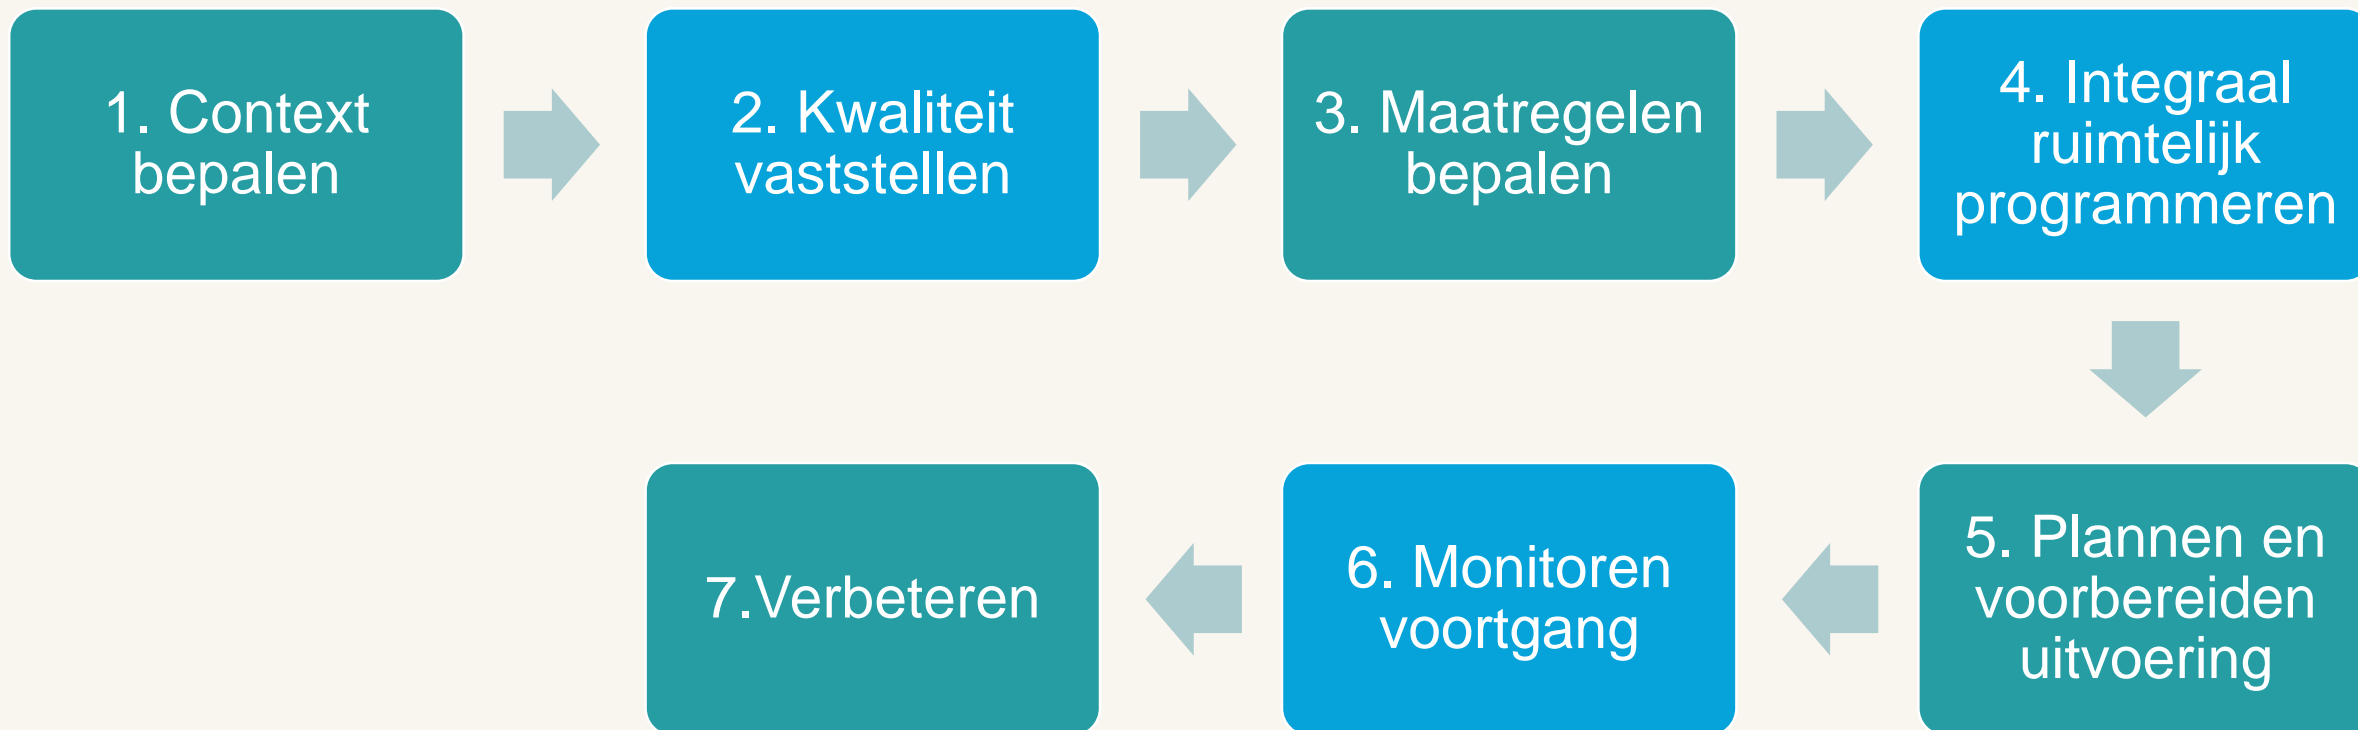 1. Context
bepalen
2. Kwaliteit
vaststellen
3. Maatregelen
bepalen
4. Integraal
ruimtelijk
programmeren
5. Plannen en
voorbereiden
uitvoering
6. Monitoren
voortgang
7.Verbeteren